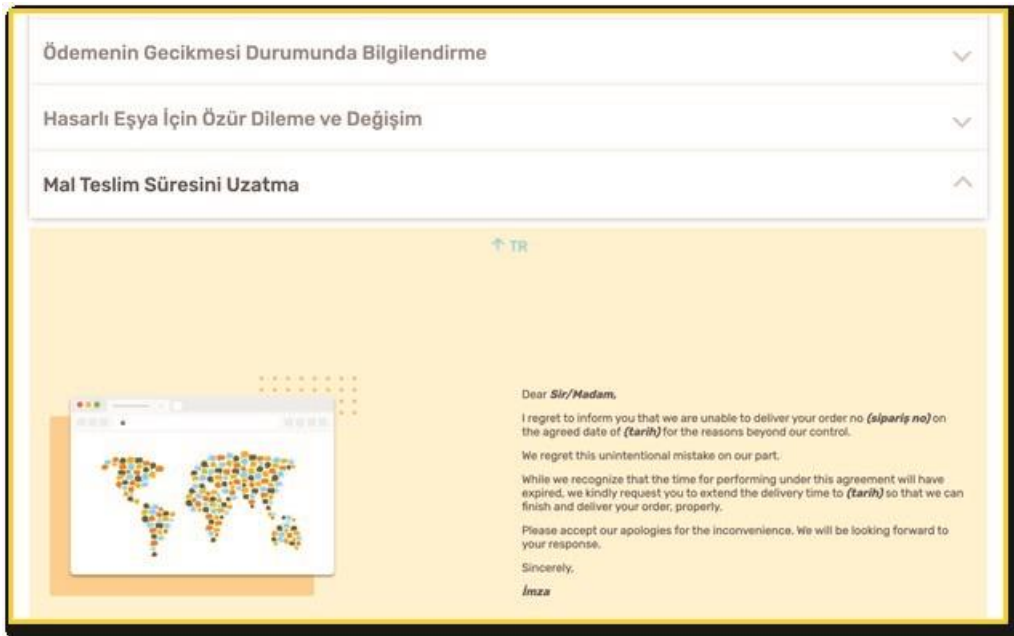 Ödemenin Gecikmesi Durumunda Bilgilendirme
Hasarlı Eşya İçin Özür Dileme ve Değişim
Mal Teslim Süresini Uzatma
↑ TR
Dear Sir/Madam,
I regret to inform you that we are unable to deliver your order no (sipariş no) on
the agreed date of (tarih) for the reasons beyond our control.
We regret this unintentional mistake on our part.
While we recognize that the time for performing under this agreement will have
expired, we kindly request you to extend the delivery time to (tarih) so that we can
finish and deliver your order, properly.
Please accept our apologies for the inconvenience. We will be looking forward to
your response.
Sincerely,
İmza